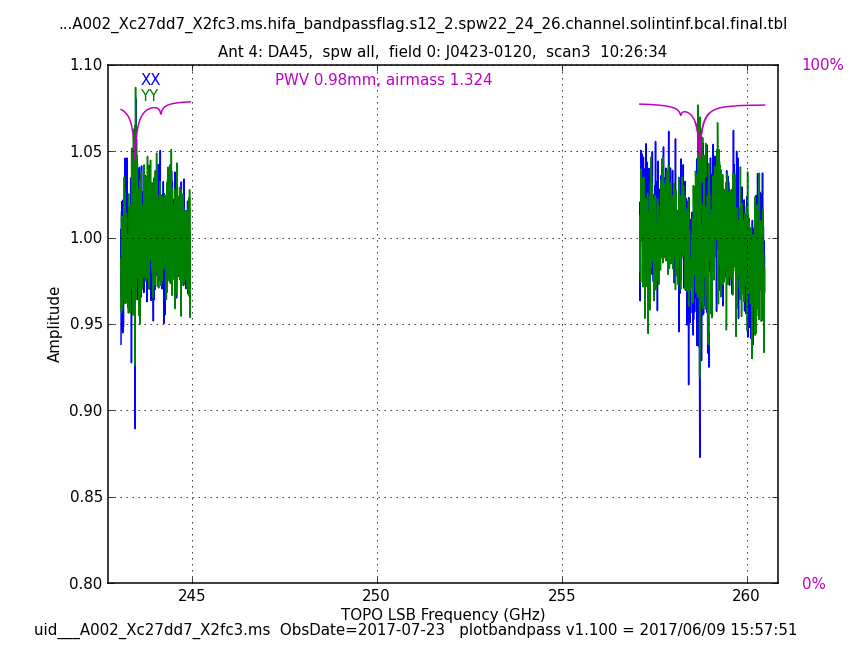 ...A002_Xc27dd7_X2fc3.ms.hifa_bandpassflag.s12_2.spw22_24_26.channel.solintinf.bcal.final.tbl
Ant 4: DA45,  spw all,  field 0: J0423-0120,  scan3  10:26:34
1.10
XX
PWV 0.98mm, airmass 1.324
100%
YY
1.05
1.00
0.95
0.90
0.85
0.80
Amplitude
0%
245
250
255
260
TOPO LSB Frequency (GHz)
uid___A002_Xc27dd7_X2fc3.ms  ObsDate=2017-07-23   plotbandpass v1.100 = 2017/06/09 15:57:51